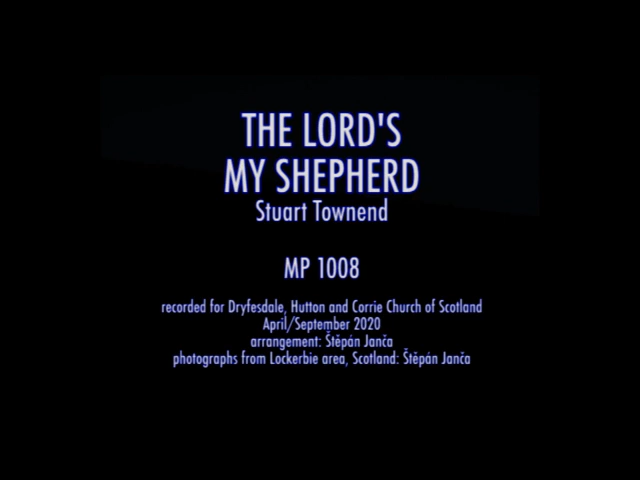 THE LORD'S
MY SHEPHERD
Stuart Townend
MP 1008
recorded for Dryfesdale, Hutton and Corrie Church of Scotland
April/September 2020
arrangement: Štěpán Janča
photographs from Lockerbie area, Scotland: Štěpán Janča